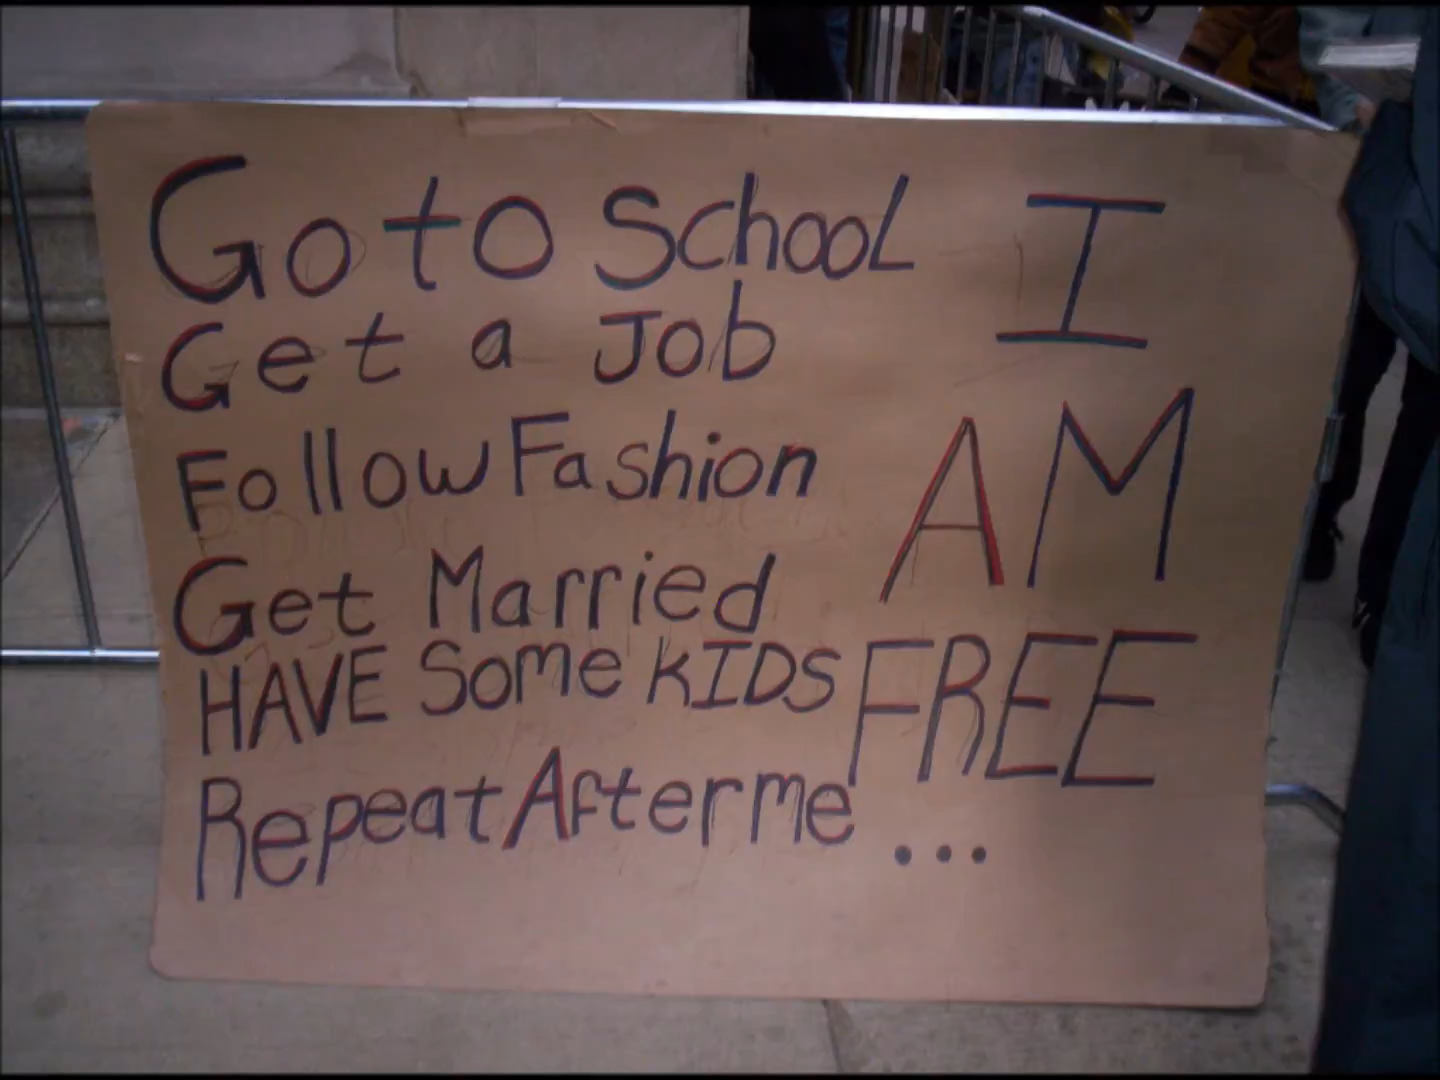 Go to School
Get a Job
Follow Fashion
Get Married
HAVE Some KIDS
Repeat After me ...
I
AM
FREE